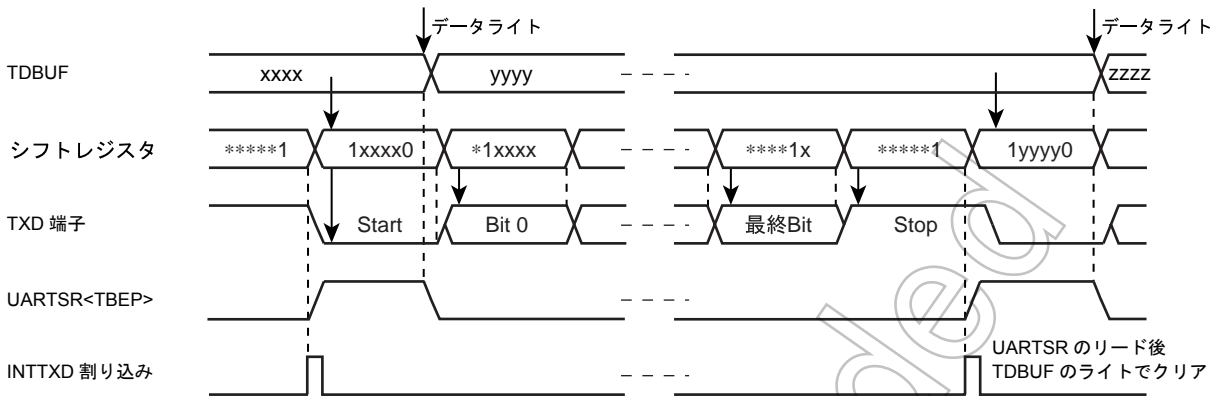 データライト データライト
TDBUF xxxx yyyy zzzz
シフトレジスタ *****1 1xxxx0 *1xxxx ****1x *****1 1yyyy0
TXD 端子 Start Bit 0 最終Bit Stop
UARTSR<TBEP>
INTTXD 割り込み
UARTSR のリード後
TDBUF のライトでクリア